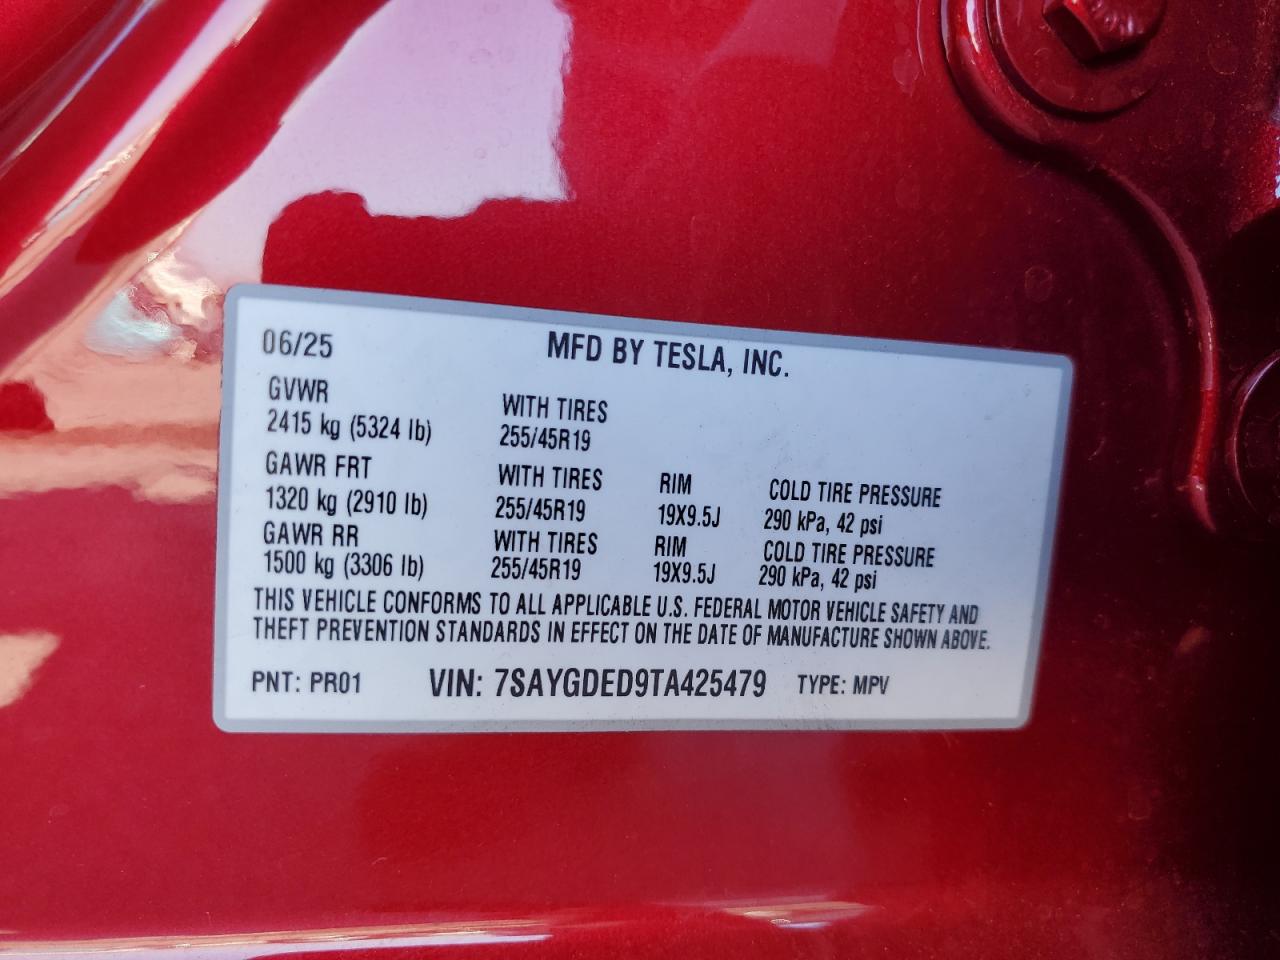 06/25 MFD BY TESLA, INC.
GVWR WITH TIRES
2415 kg (5324 lb) 255/45R19
GAWR FRT WITH TIRES RIM COLD TIRE PRESSURE
1320 kg (2910 lb) 255/45R19 19X9.5J 290 kPa, 42 psi
GAWR RR WITH TIRES RIM COLD TIRE PRESSURE
1500 kg (3306 lb) 255/45R19 19X9.5J 290 kPa, 42 psi
THIS VEHICLE CONFORMS TO ALL APPLICABLE U.S. FEDERAL MOTOR VEHICLE SAFETY AND
THEFT PREVENTION STANDARDS IN EFFECT ON THE DATE OF MANUFACTURE SHOWN ABOVE.
PNT: PR01 VIN: 7SAYGDED9TA425479 TYPE: MPV